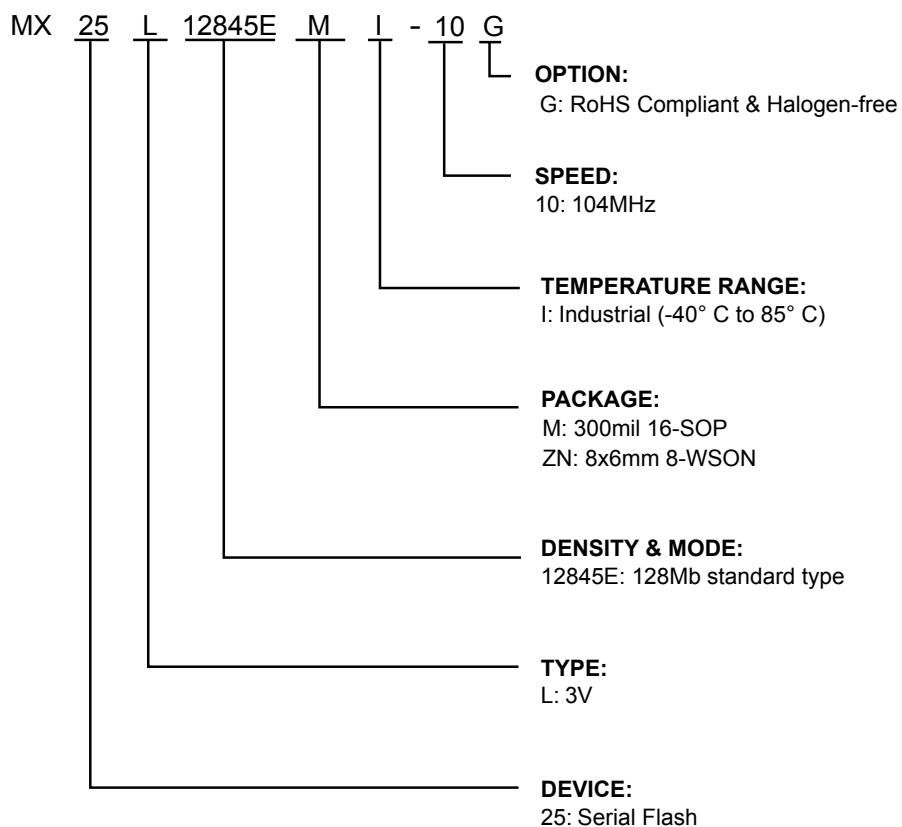 MX 25 L 12845E M I - 10 G
OPTION:
G: RoHS Compliant & Halogen-free
SPEED:
10: 104MHz
TEMPERATURE RANGE:
I: Industrial (-40° C to 85° C)
PACKAGE:
M: 300mil 16-SOP
ZN: 8x6mm 8-WSON
DENSITY & MODE:
12845E: 128Mb standard type
TYPE:
L: 3V
DEVICE:
25: Serial Flash